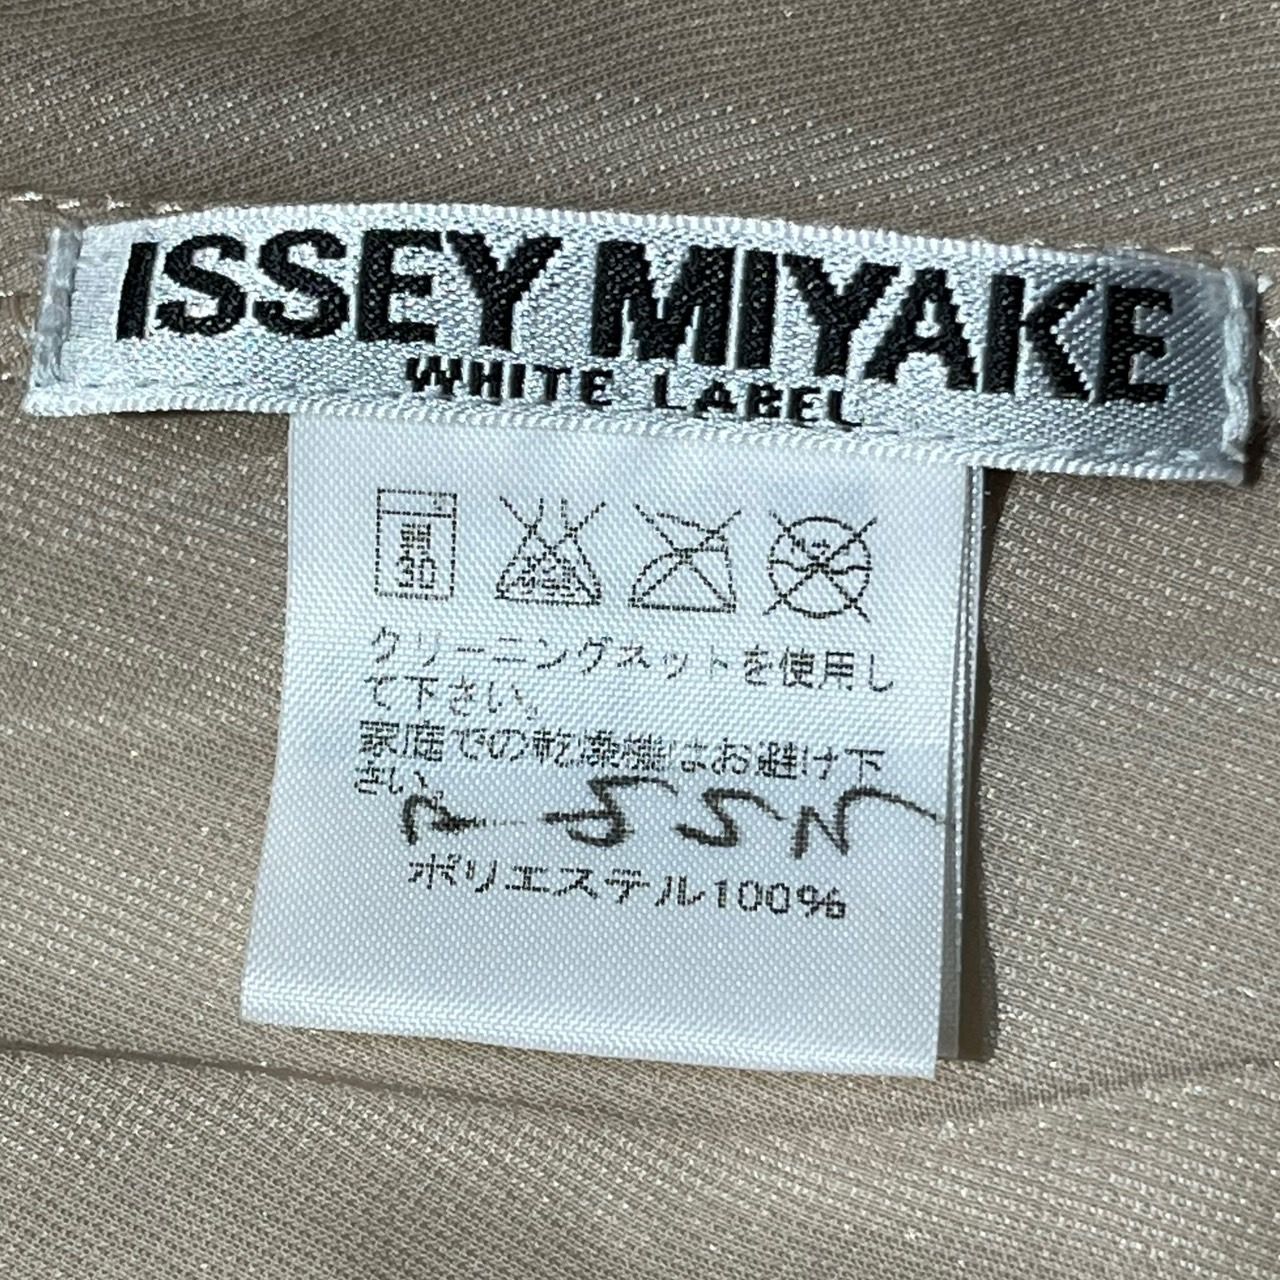 ISSEY MIYAKE
WHITE LABEL
弱
30
クリーニングネットを使用し
て下さい。
家庭での乾燥機はお避け下
さい。
ポリエステル100%